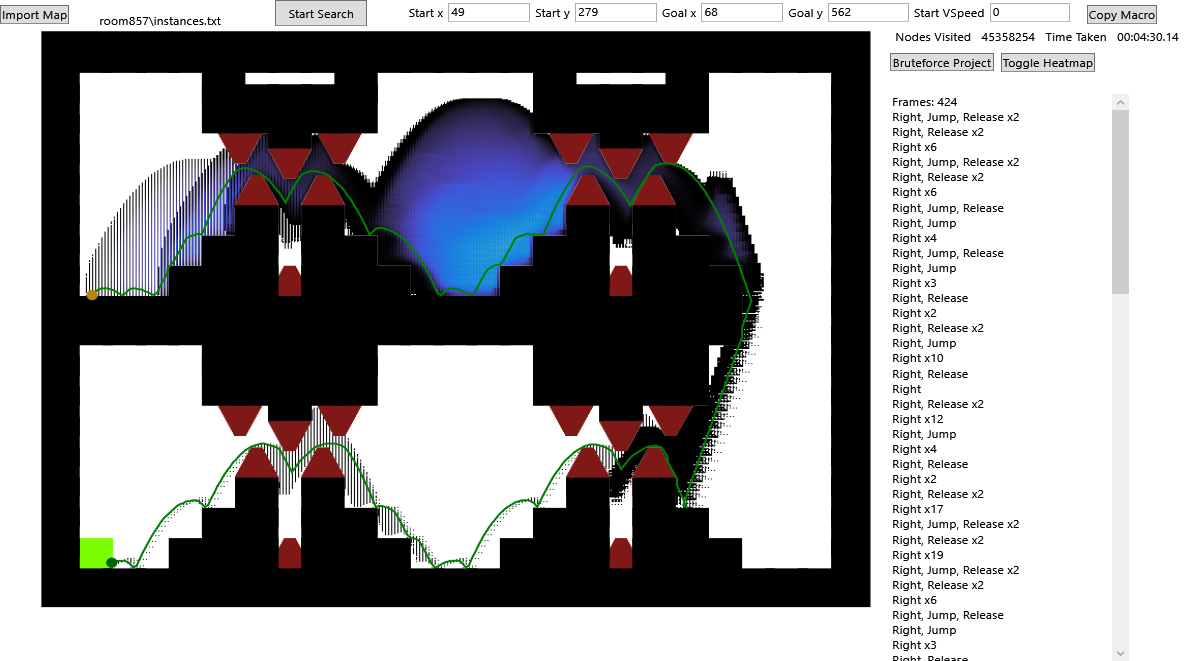 Import Map
room857\instances.txt
Start Search
Start x 49 Start y 279 Goal x 68 Goal y 562 Start VSpeed 0
Copy Macro
Nodes Visited 45358254 Time Taken 00:04:30.14
Bruteforce Project Toggle Heatmap
Frames: 424
Right, Jump, Release x2
Right, Release x2
Right x6
Right, Jump, Release x2
Right, Release x2
Right x6
Right, Jump, Release
Right, Jump
Right x4
Right, Jump, Release
Right, Jump
Right x3
Right, Release
Right x2
Right, Release x2
Right, Jump
Right x10
Right, Release
Right
Right, Release x2
Right x12
Right, Jump
Right x4
Right, Release
Right x2
Right, Release x2
Right x17
Right, Jump, Release x2
Right, Release x2
Right x19
Right, Jump, Release x2
Right, Release x2
Right x6
Right, Jump, Release
Right, Jump
Right x3
Right, Release